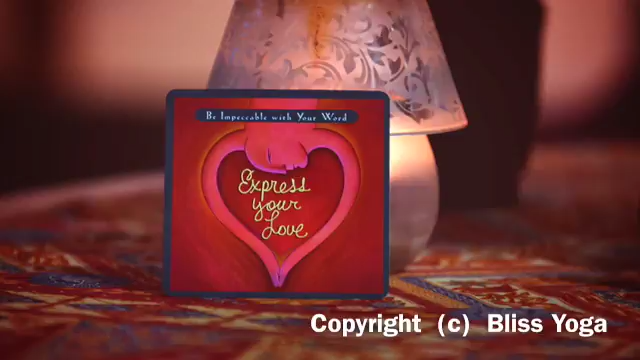 Be Impeccable with Your Word
Express
your
Love
Copyright (c) Bliss Yoga